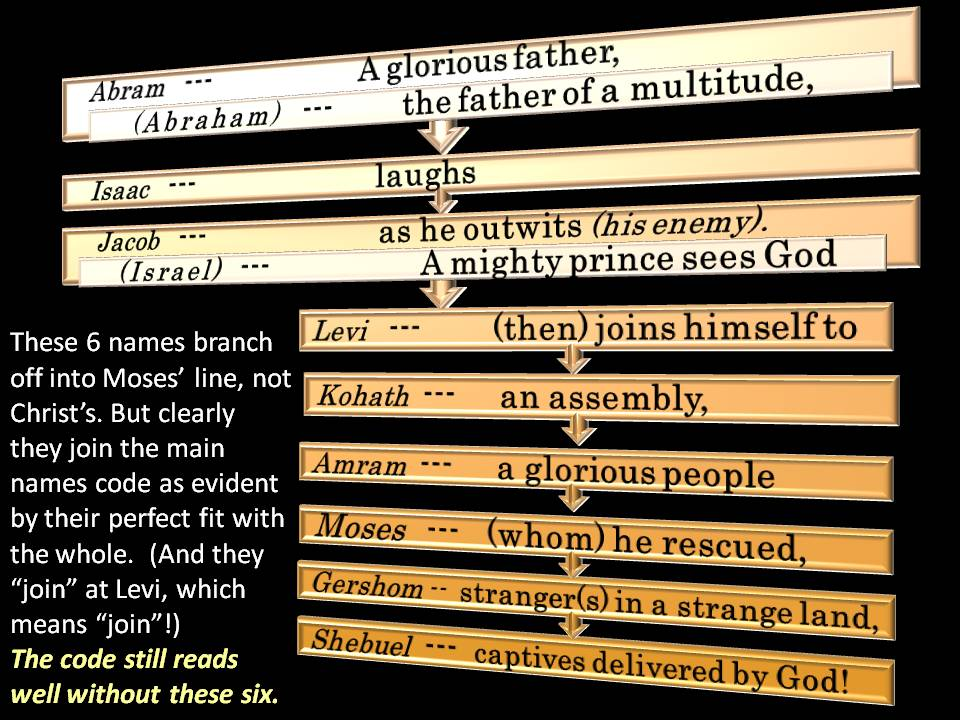 Abram --- A glorious father,
(Abraham) --- the father of a multitude,
Isaac --- laughs
Jacob --- as he outwits (his enemy).
(Israel) --- A mighty prince sees God
Levi --- (then) joins himself to
Kohath --- an assembly,
Amram --- a glorious people
Moses --- (whom) he rescued,
Gershom -- stranger(s) in a strange land,
Shebuel --- captives delivered by God!
These 6 names branch
off into Moses’ line, not
Christ’s. But clearly
they join the main
names code as evident
by their perfect fit with
the whole. (And they
“join” at Levi, which
means “join”!)
The code still reads
well without these six.